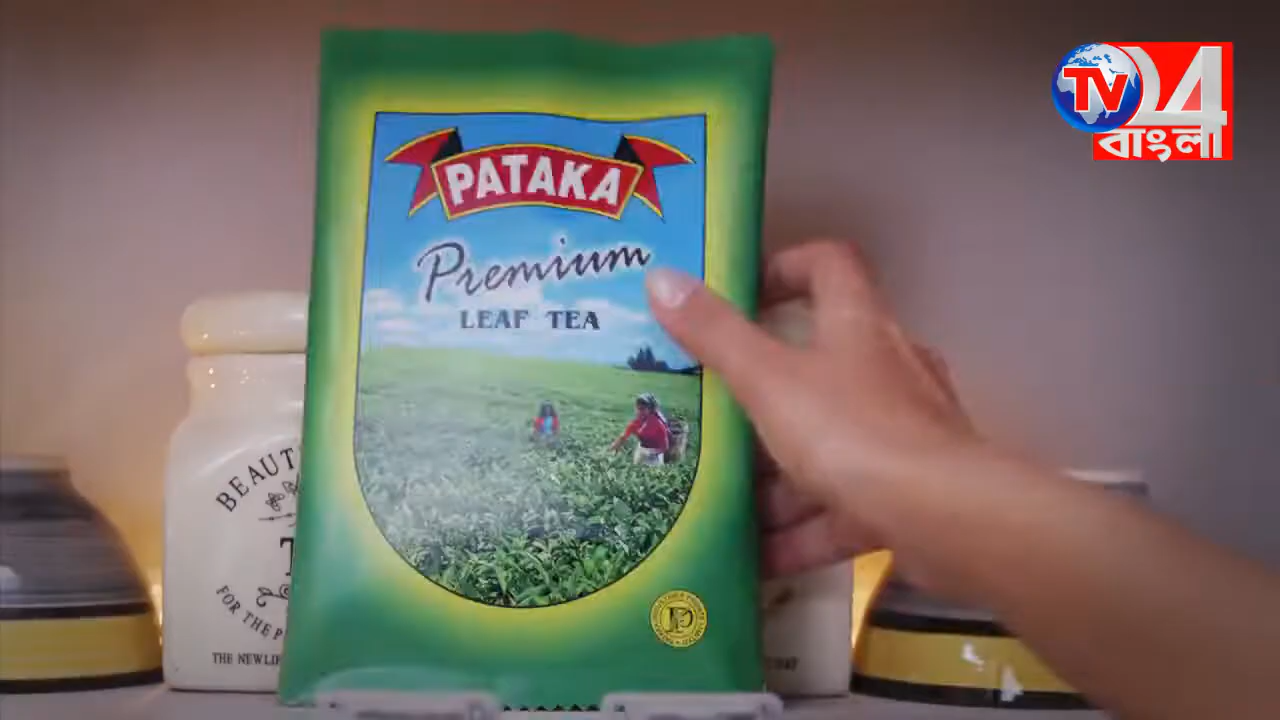 TV 24
বাংলা
PATAKA
Premium
LEAF TEA
BEAUT
T
FOR THE P
THE NEWLI